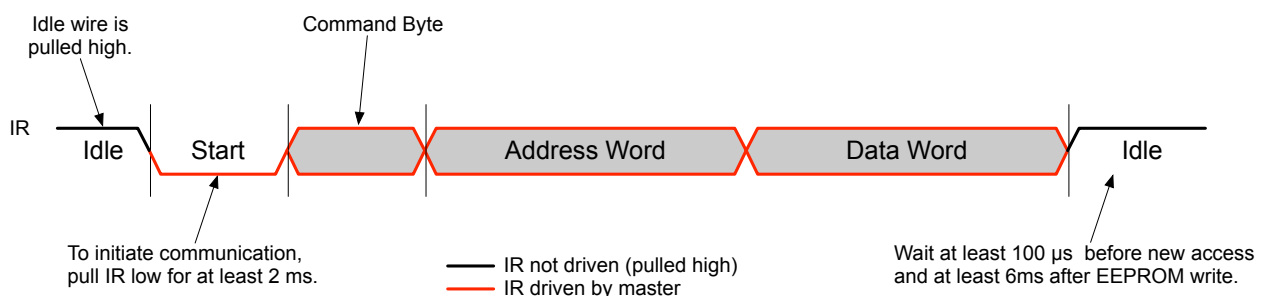 Idle wire is
pulled high.
Command Byte
IR
Idle
Start
Address Word
Data Word
Idle
To initiate communication,
pull IR low for at least 2 ms.
IR not driven (pulled high)
IR driven by master
Wait at least 100 µs before new access
and at least 6ms after EEPROM write.